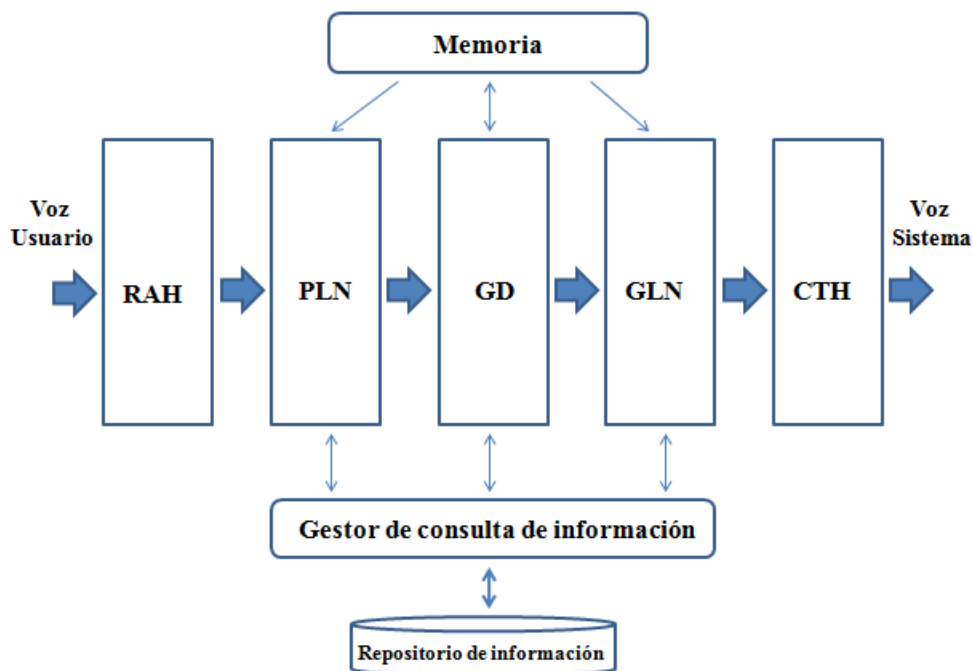 Memoria
Voz
Usuario
RAH
PLN
GD
GLN
CTH
Voz
Sistema
Gestor de consulta de información
Repositorio de información